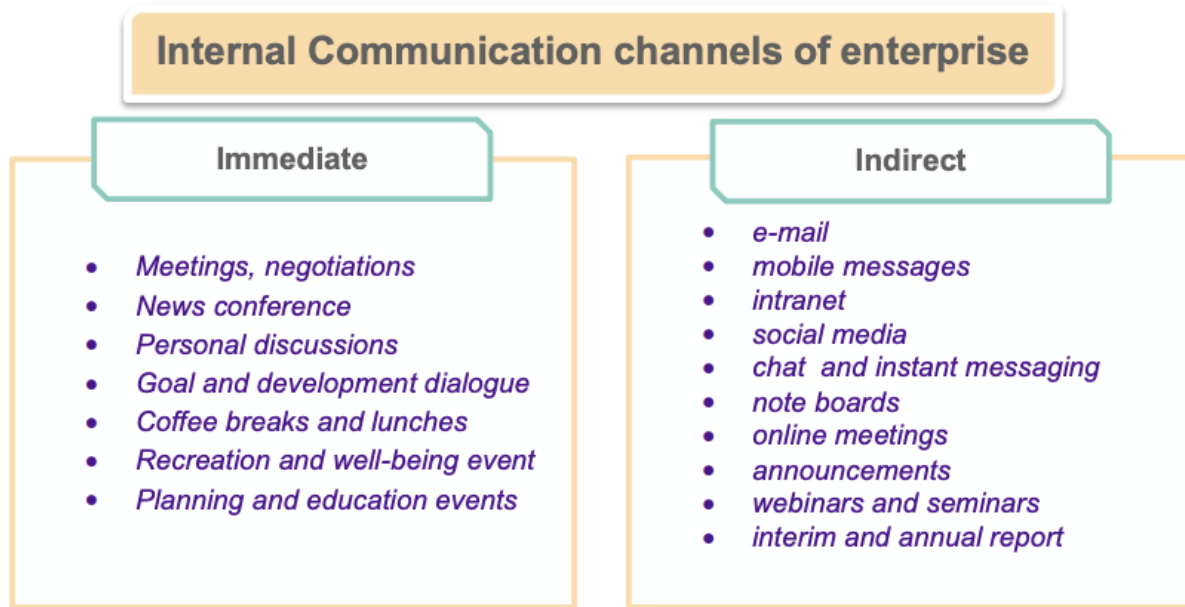 Internal Communication channels of enterprise
Immediate
• Meetings, negotiations
• News conference
• Personal discussions
• Goal and development dialogue
• Coffee breaks and lunches
• Recreation and well-being event
• Planning and education events
Indirect
• e-mail
• mobile messages
• intranet
• social media
• chat  and instant messaging
• note boards
• online meetings
• announcements
• webinars and seminars
• interim and annual report